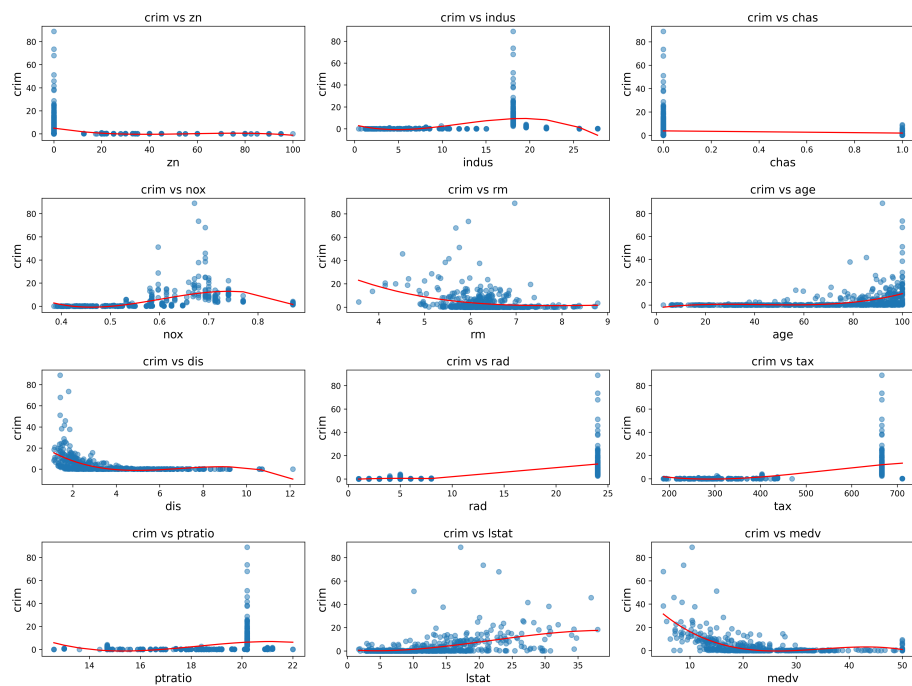 crim vs zn
crim
80
60
40
20
0
0 20 40 60 80 100
zn
crim vs indus
crim
80
60
40
20
0
0 5 10 15 20 25
indus
crim vs chas
crim
80
60
40
20
0
0.0 0.2 0.4 0.6 0.8 1.0
chas
crim vs nox
crim
80
60
40
20
0
0.4 0.5 0.6 0.7 0.8
nox
crim vs rm
crim
80
60
40
20
0
4 5 6 7 8 9
rm
crim vs age
crim
80
60
40
20
0
0 20 40 60 80 100
age
crim vs dis
crim
80
60
40
20
0
2 4 6 8 10 12
dis
crim vs rad
crim
80
60
40
20
0
0 5 10 15 20 25
rad
crim vs tax
crim
80
60
40
20
0
200 300 400 500 600 700
tax
crim vs ptratio
crim
80
60
40
20
0
14 16 18 20 22
ptratio
crim vs lstat
crim
80
60
40
20
0
0 5 10 15 20 25 30 35
lstat
crim vs medv
crim
80
60
40
20
0
10 20 30 40 50
medv